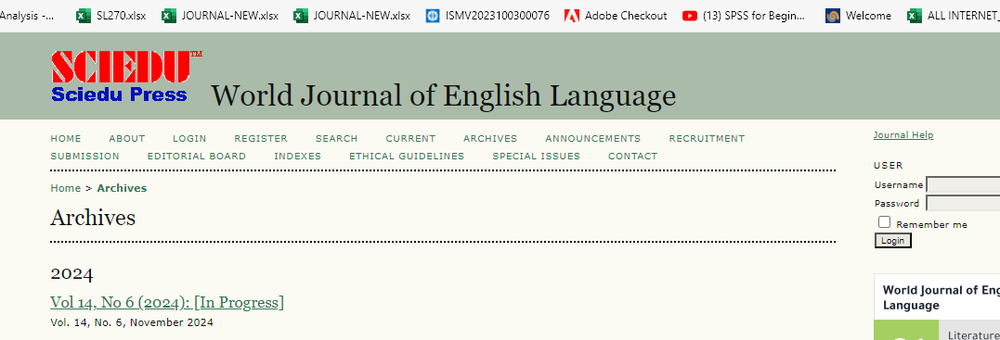 Analysis -... SL270.xlsx JOURNAL-NEW.xlsx JOURNAL-NEW.xlsx ISMV2023100300076 Adobe Checkout (13) SPSS for Begin... Welcome ALL INTERNET_
SCIEDU™
Sciedu Press World Journal of English Language
HOME ABOUT LOGIN REGISTER SEARCH CURRENT ARCHIVES ANNOUNCEMENTS RECRUITMENT
SUBMISSION EDITORIAL BOARD INDEXES ETHICAL GUIDELINES SPECIAL ISSUES CONTACT
Home > Archives
Archives
2024
Vol 14, No 6 (2024): [In Progress]
Vol. 14, No. 6, November 2024
Journal Help
USER
Username
Password
Remember me
Login
World Journal of Eng
Language
Literature